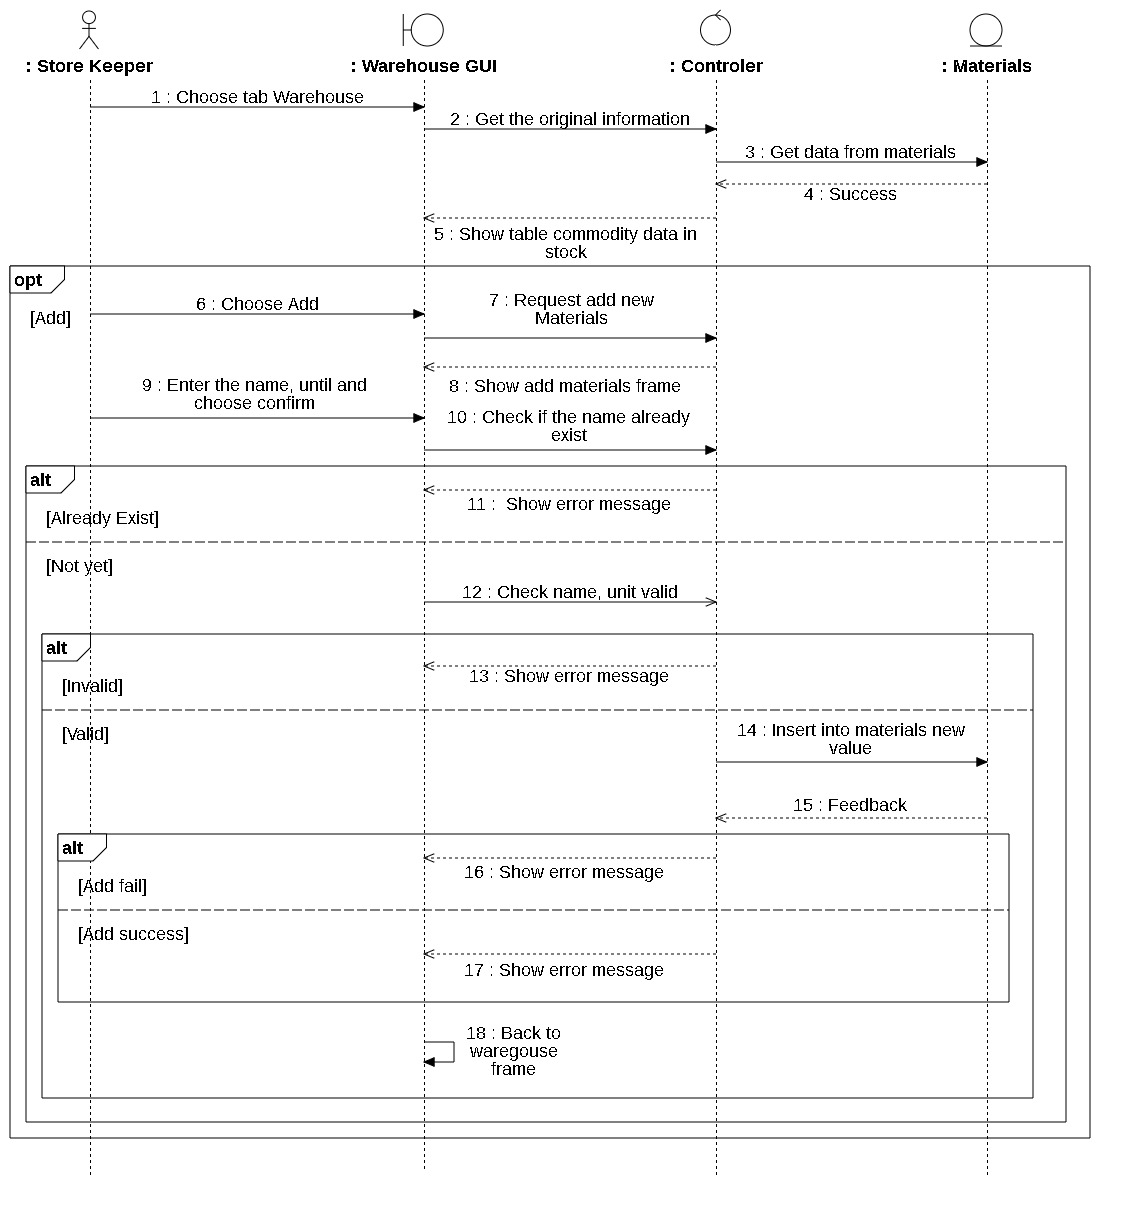 : Store Keeper
: Warehouse GUI
: Controler
: Materials
1 : Choose tab Warehouse
2 : Get the original information
3 : Get data from materials
4 : Success
5 : Show table commodity data in
stock
opt
[Add]
6 : Choose Add
7 : Request add new
Materials
8 : Show add materials frame
9 : Enter the name, until and
choose confirm
10 : Check if the name already
exist
alt
[Already Exist]
11 :  Show error message
[Not yet]
12 : Check name, unit valid
alt
[Invalid]
13 : Show error message
[Valid]
14 : Insert into materials new
value
15 : Feedback
alt
[Add fail]
16 : Show error message
[Add success]
17 : Show error message
18 : Back to
waregouse
frame